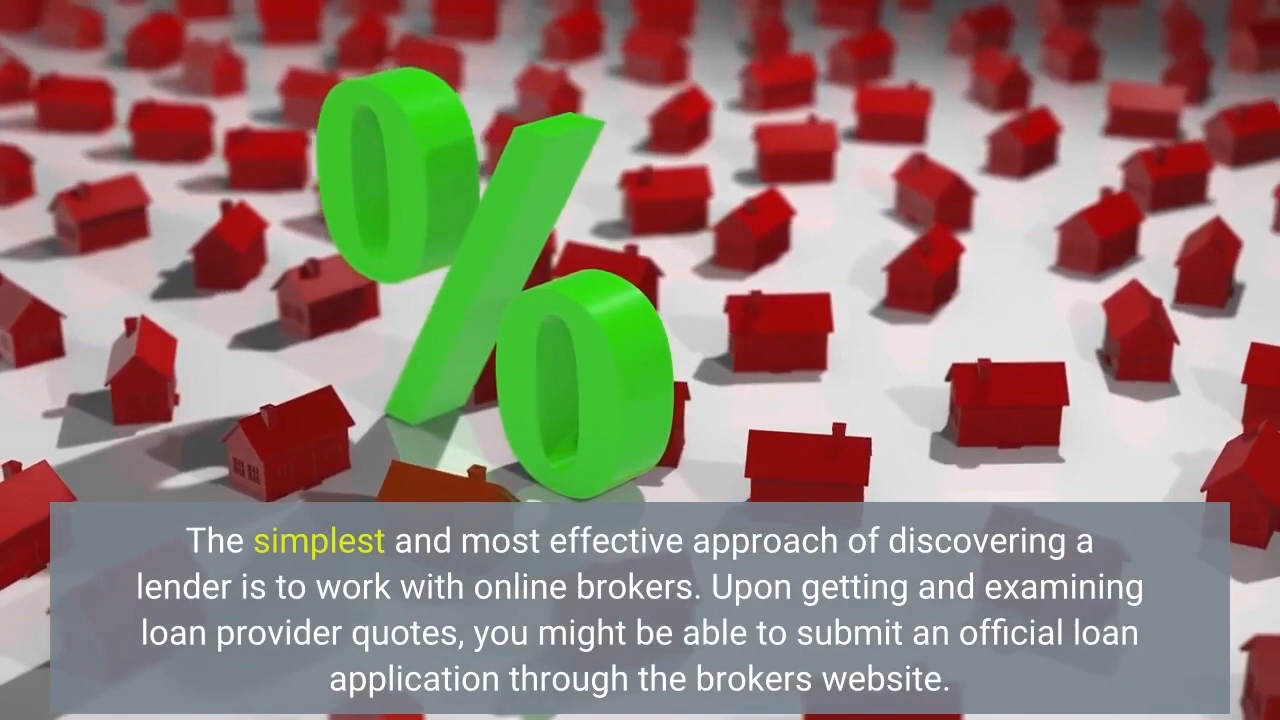 %
The simplest and most effective approach of discovering a
lender is to work with online brokers. Upon getting and examining
loan provider quotes, you might be able to submit an official loan
application through the brokers website.